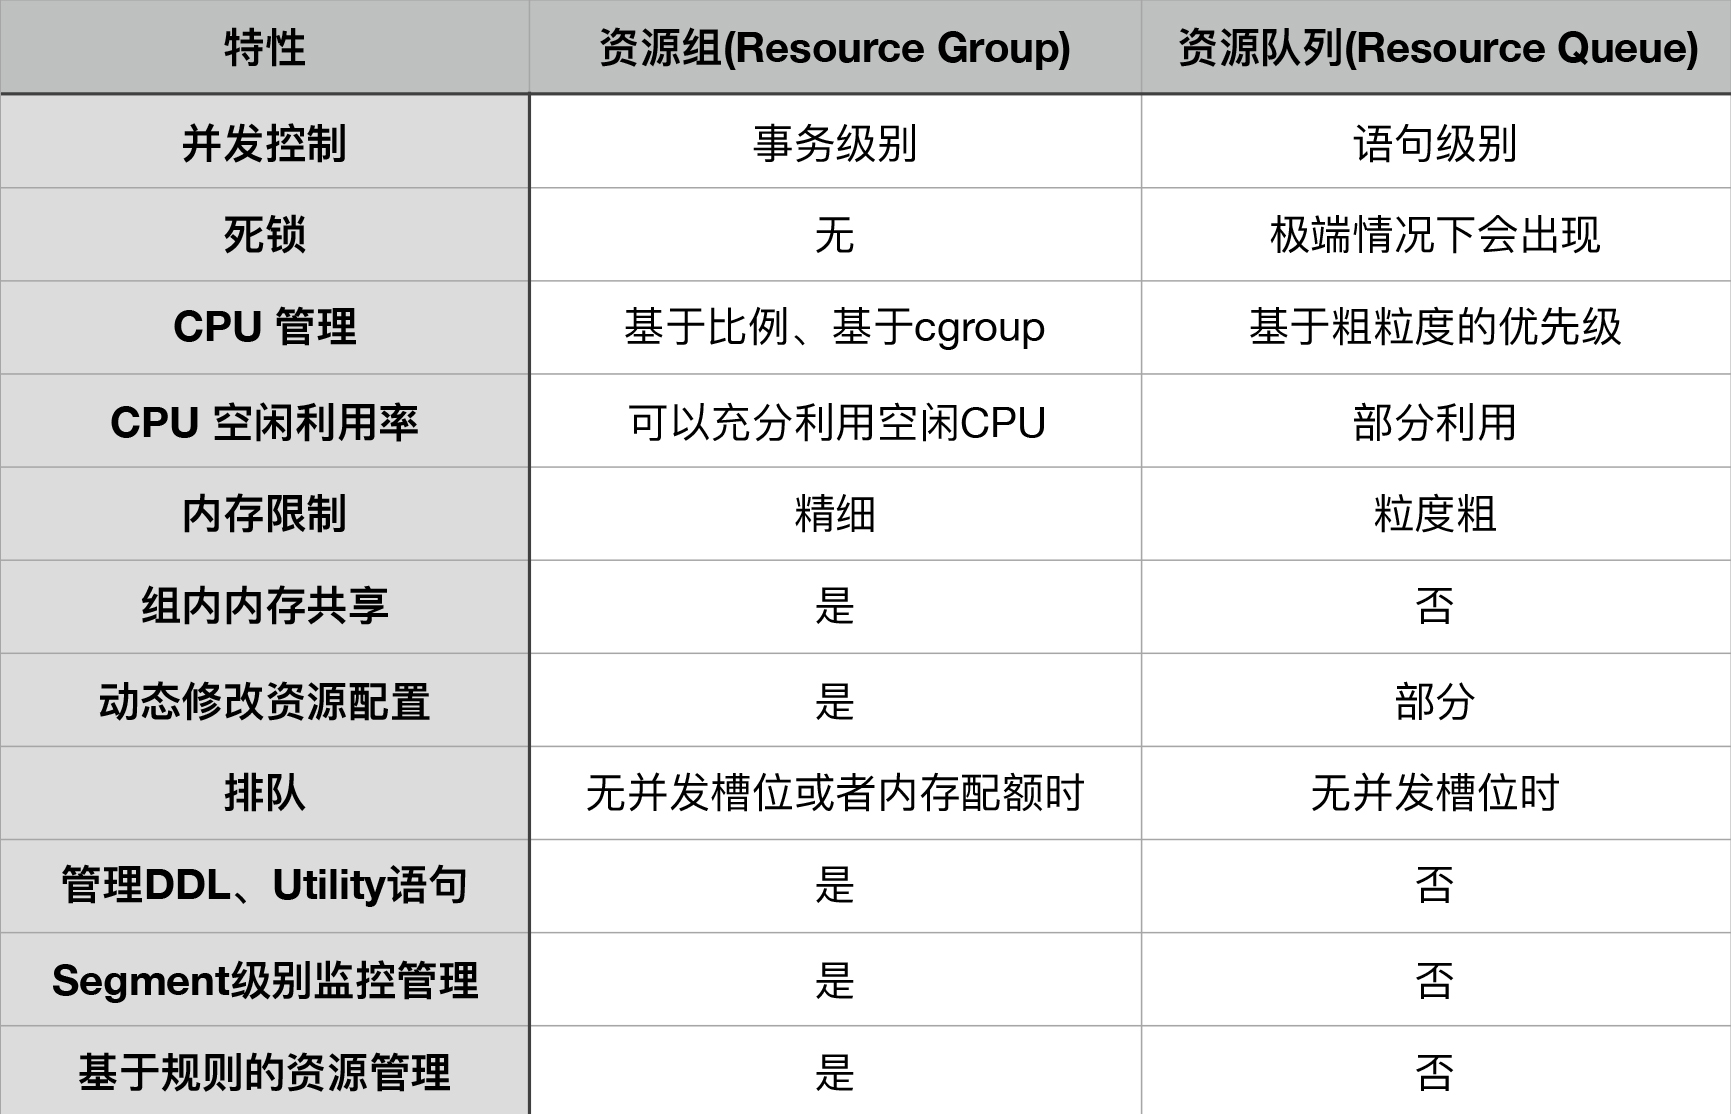 特性 资源组(Resource Group) 资源队列(Resource Queue)
并发控制 事务级别 语句级别
死锁 无 极端情况下会出现
CPU 管理 基于比例、基于cgroup 基于粗粒度的优先级
CPU 空闲利用率 可以充分利用空闲CPU 部分利用
内存限制 精细 粒度粗
组内内存共享 是 否
动态修改资源配置 是 部分
排队 无并发槽位或者内存配额时 无并发槽位时
管理DDL、Utility语句 是 否
Segment级别监控管理 是 否
基于规则的资源管理 是 否